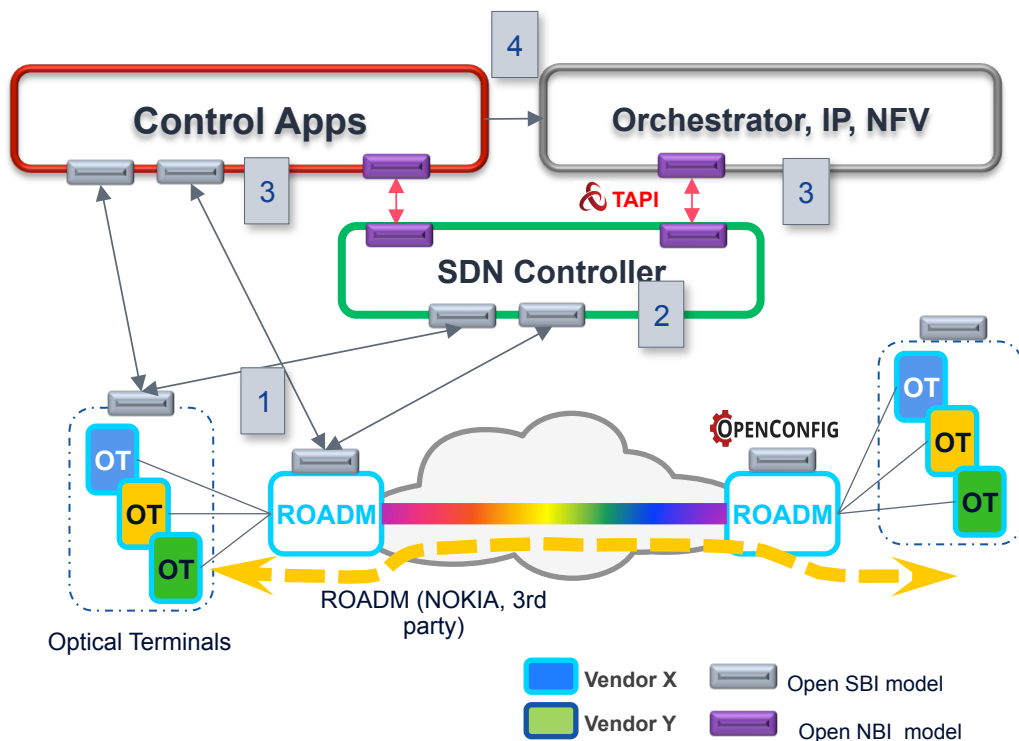 4
Control Apps
Orchestrator, IP, NFV
3
TAPI
3
SDN Controller
2
1
OT
OT
OT
OPENCONFIG
OT
OT
OT
ROADM
ROADM
ROADM (NOKIA, 3rd
party)
Optical Terminals
Vendor X
Open SBI model
Vendor Y
Open NBI model